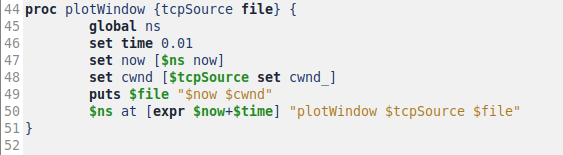 44 proc plotWindow {tcpSource file} {
45         global ns
46         set time 0.01
47         set now [$ns now]
48         set cwnd [$tcpSource set cwnd_]
49         puts $file "$now $cwnd"
50         $ns at [expr $now+$time] "plotWindow $tcpSource $file"
51 }
52